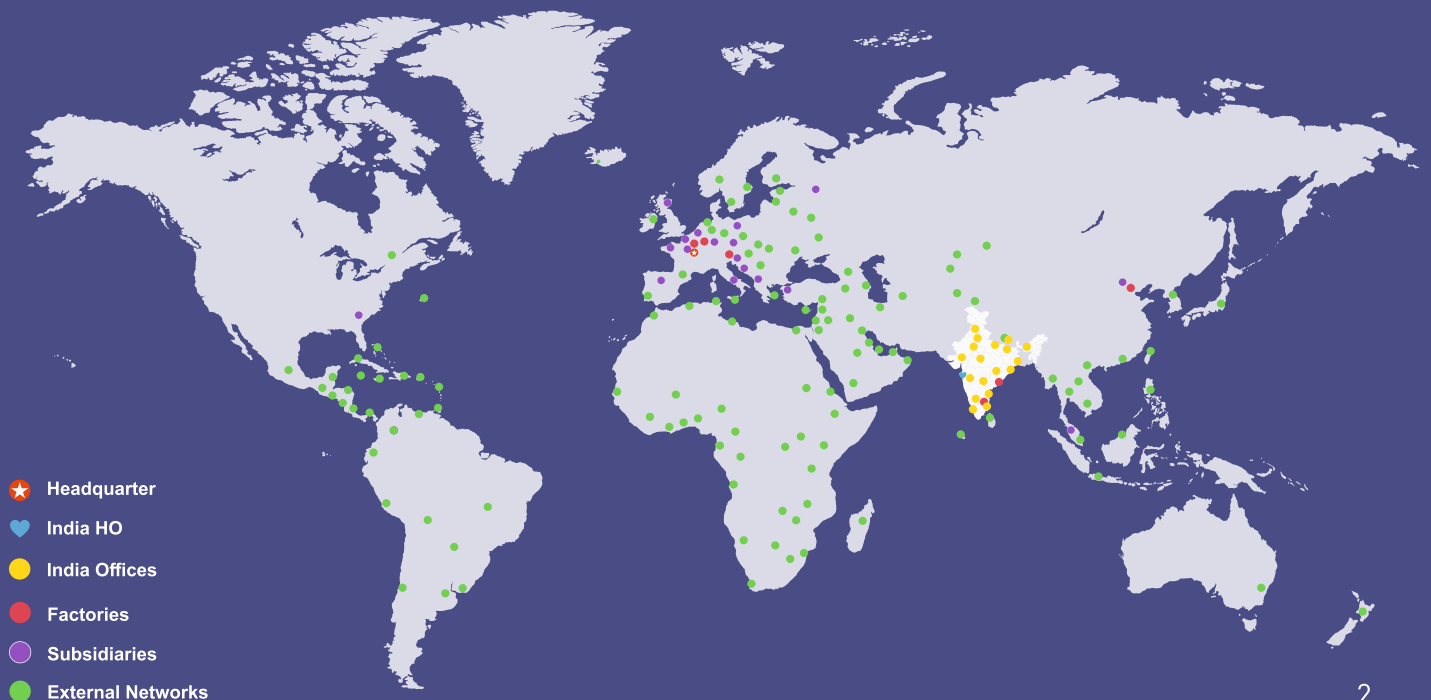 Headquarter
India HO
India Offices
Factories
Subsidiaries
External Networks
2